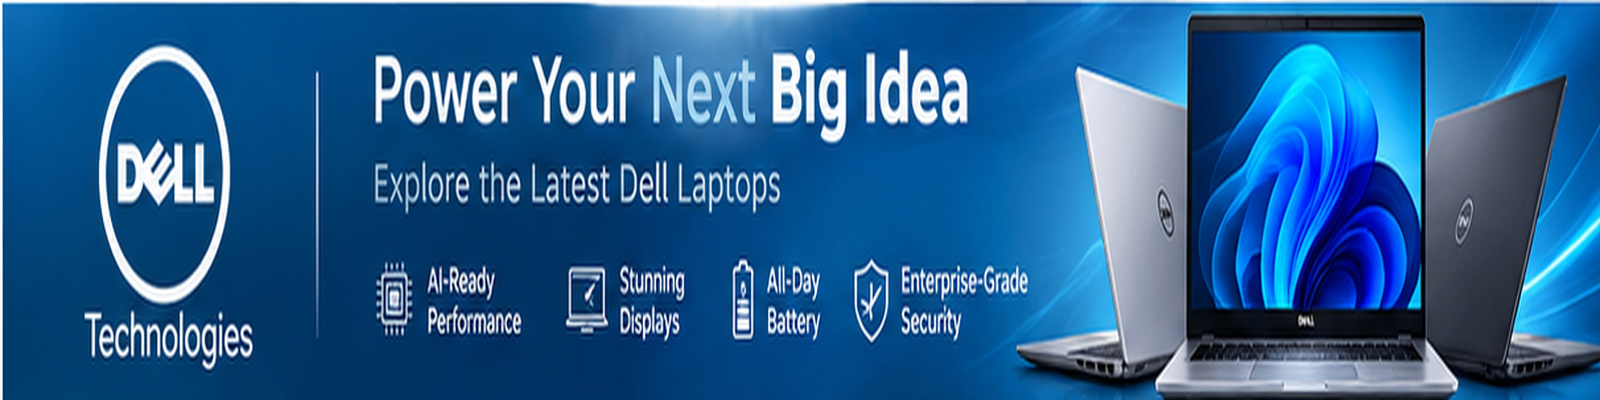 DELL
Technologies
Power Your Next Big Idea
Explore the Latest Dell Laptops
AI-Ready
Performance
Stunning
Displays
All-Day
Battery
Enterprise-Grade
Security
DELL